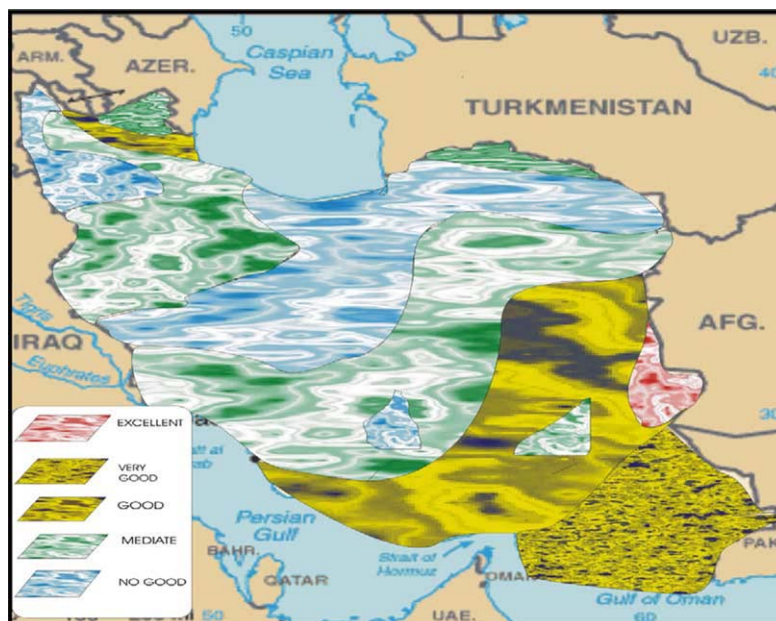 50
Caspian
Sea
ARM.
AZER.
UZB.
40
TURKMENISTAN
Tigris
IRAQ
Euphrates
AFG.
30
EXCELLENT
VERY
GOOD
GOOD
MEDIATE
NO GOOD
Persian
Gulf
BAHR.
QATAR
Strait of
Hormuz
OMAN
PAK
Gulf of Oman
UAE.
50
60